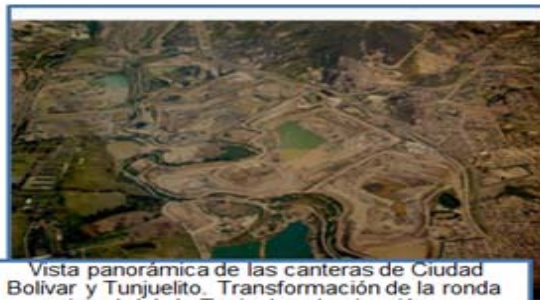 Vista panorámica de las canteras de Ciudad
Bolívar y Tunjuelito. Transformación de la ronda